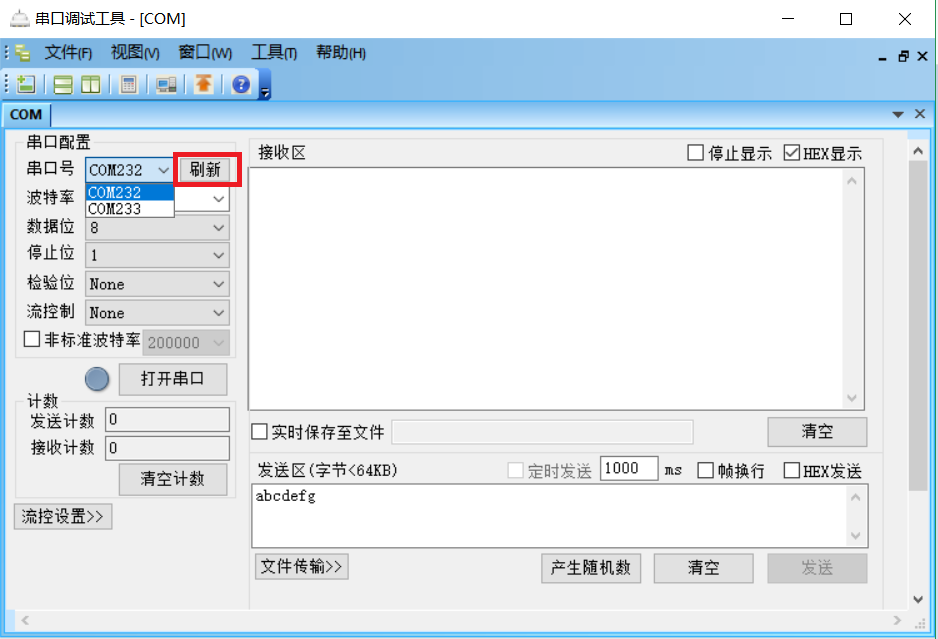 串口调试工具 - [COM]
文件(F) 视图(V) 窗口(W) 工具(T) 帮助(H)
COM
串口配置
串口号 COM232 刷新
COM232
COM233
波特率
数据位 8
停止位 1
检验位 None
流控制 None
非标准波特率 200000
打开串口
计数
发送计数 0
接收计数 0
清空计数
流控设置>>
接收区 停止显示 HEX显示
实时保存至文件 清空
发送区(字节<64KB) 定时发送 1000 ms 帧换行 HEX发送
abcdefg
文件传输>> 产生随机数 清空 发送